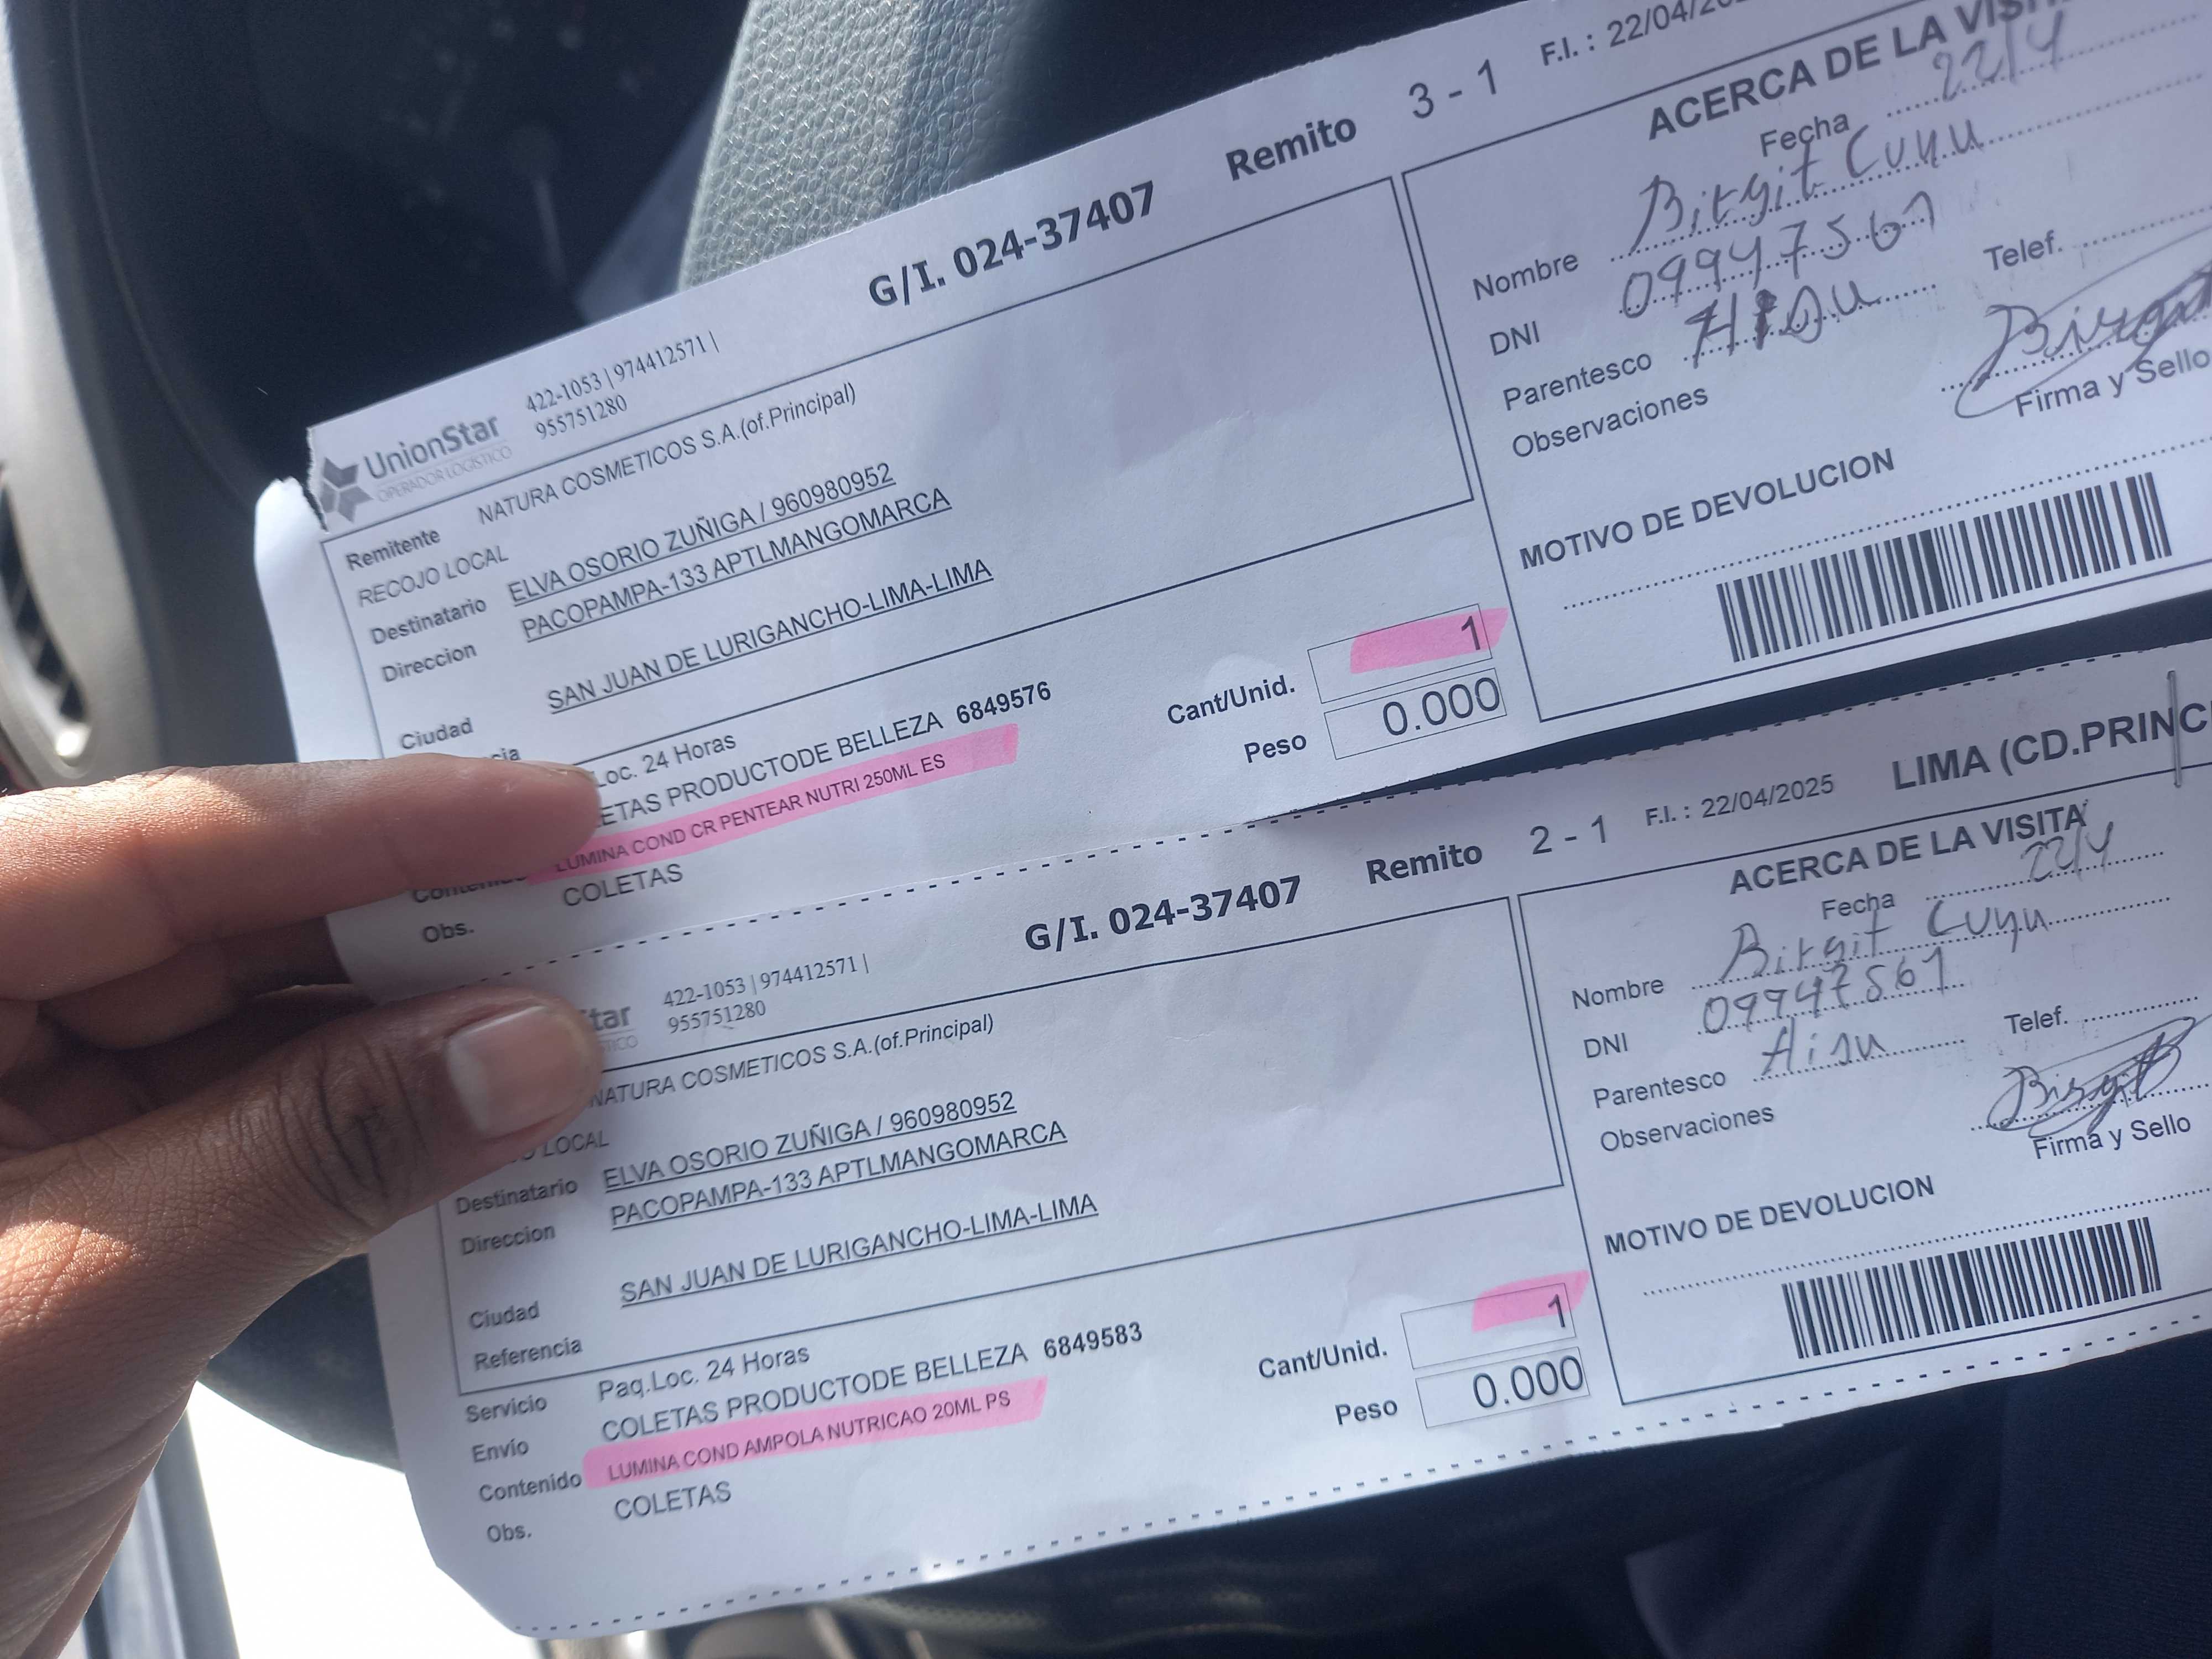 UnionStar
OPERADOR LOGÍSTICO
422-1053 | 974412571 |
955751280
G/I. 024-37407
Remito 3 - 1
F.I. : 22/04/20
Remitente NATURA COSMETICOS S.A.(of.Principal)
RECOJO LOCAL
Destinatario ELVA OSORIO ZUÑIGA / 960980952
Direccion PACOPAMPA-133 APTLMANGOMARCA
Ciudad SAN JUAN DE LURIGANCHO-LIMA-LIMA
cia
Loc. 24 Horas
ETAS PRODUCTODE BELLEZA 6849576
LUMINA COND CR PENTEAR NUTRI 250ML ES
Obs. COLETAS
Cant/Unid. 1
Peso 0.000
ACERCA DE LA VISITA
Fecha 22/4
Nombre Birgit Cuyu
DNI 09947561
Parentesco
Telef.
Observaciones
Birgit
Firma y Sello
MOTIVO DE DEVOLUCION
tar
STICO
422-1053 | 974412571 |
955751280
G/I. 024-37407
Remito 2 - 1
F.I. : 22/04/2025
LIMA (CD.PRINC
NATURA COSMETICOS S.A.(of.Principal)
LOCAL
Destinatario ELVA OSORIO ZUÑIGA / 960980952
Direccion PACOPAMPA-133 APTLMANGOMARCA
Ciudad SAN JUAN DE LURIGANCHO-LIMA-LIMA
Referencia
Servicio Paq.Loc. 24 Horas
Envío COLETAS PRODUCTODE BELLEZA 6849583
Contenido LUMINA COND AMPOLA NUTRICAO 20ML PS
Obs. COLETAS
Cant/Unid. 1
Peso 0.000
ACERCA DE LA VISITA
Fecha 22/4
Nombre Birgit Cuyu
DNI 09947561
Parentesco
Telef.
Observaciones
Birgit
Firma y Sello
MOTIVO DE DEVOLUCION